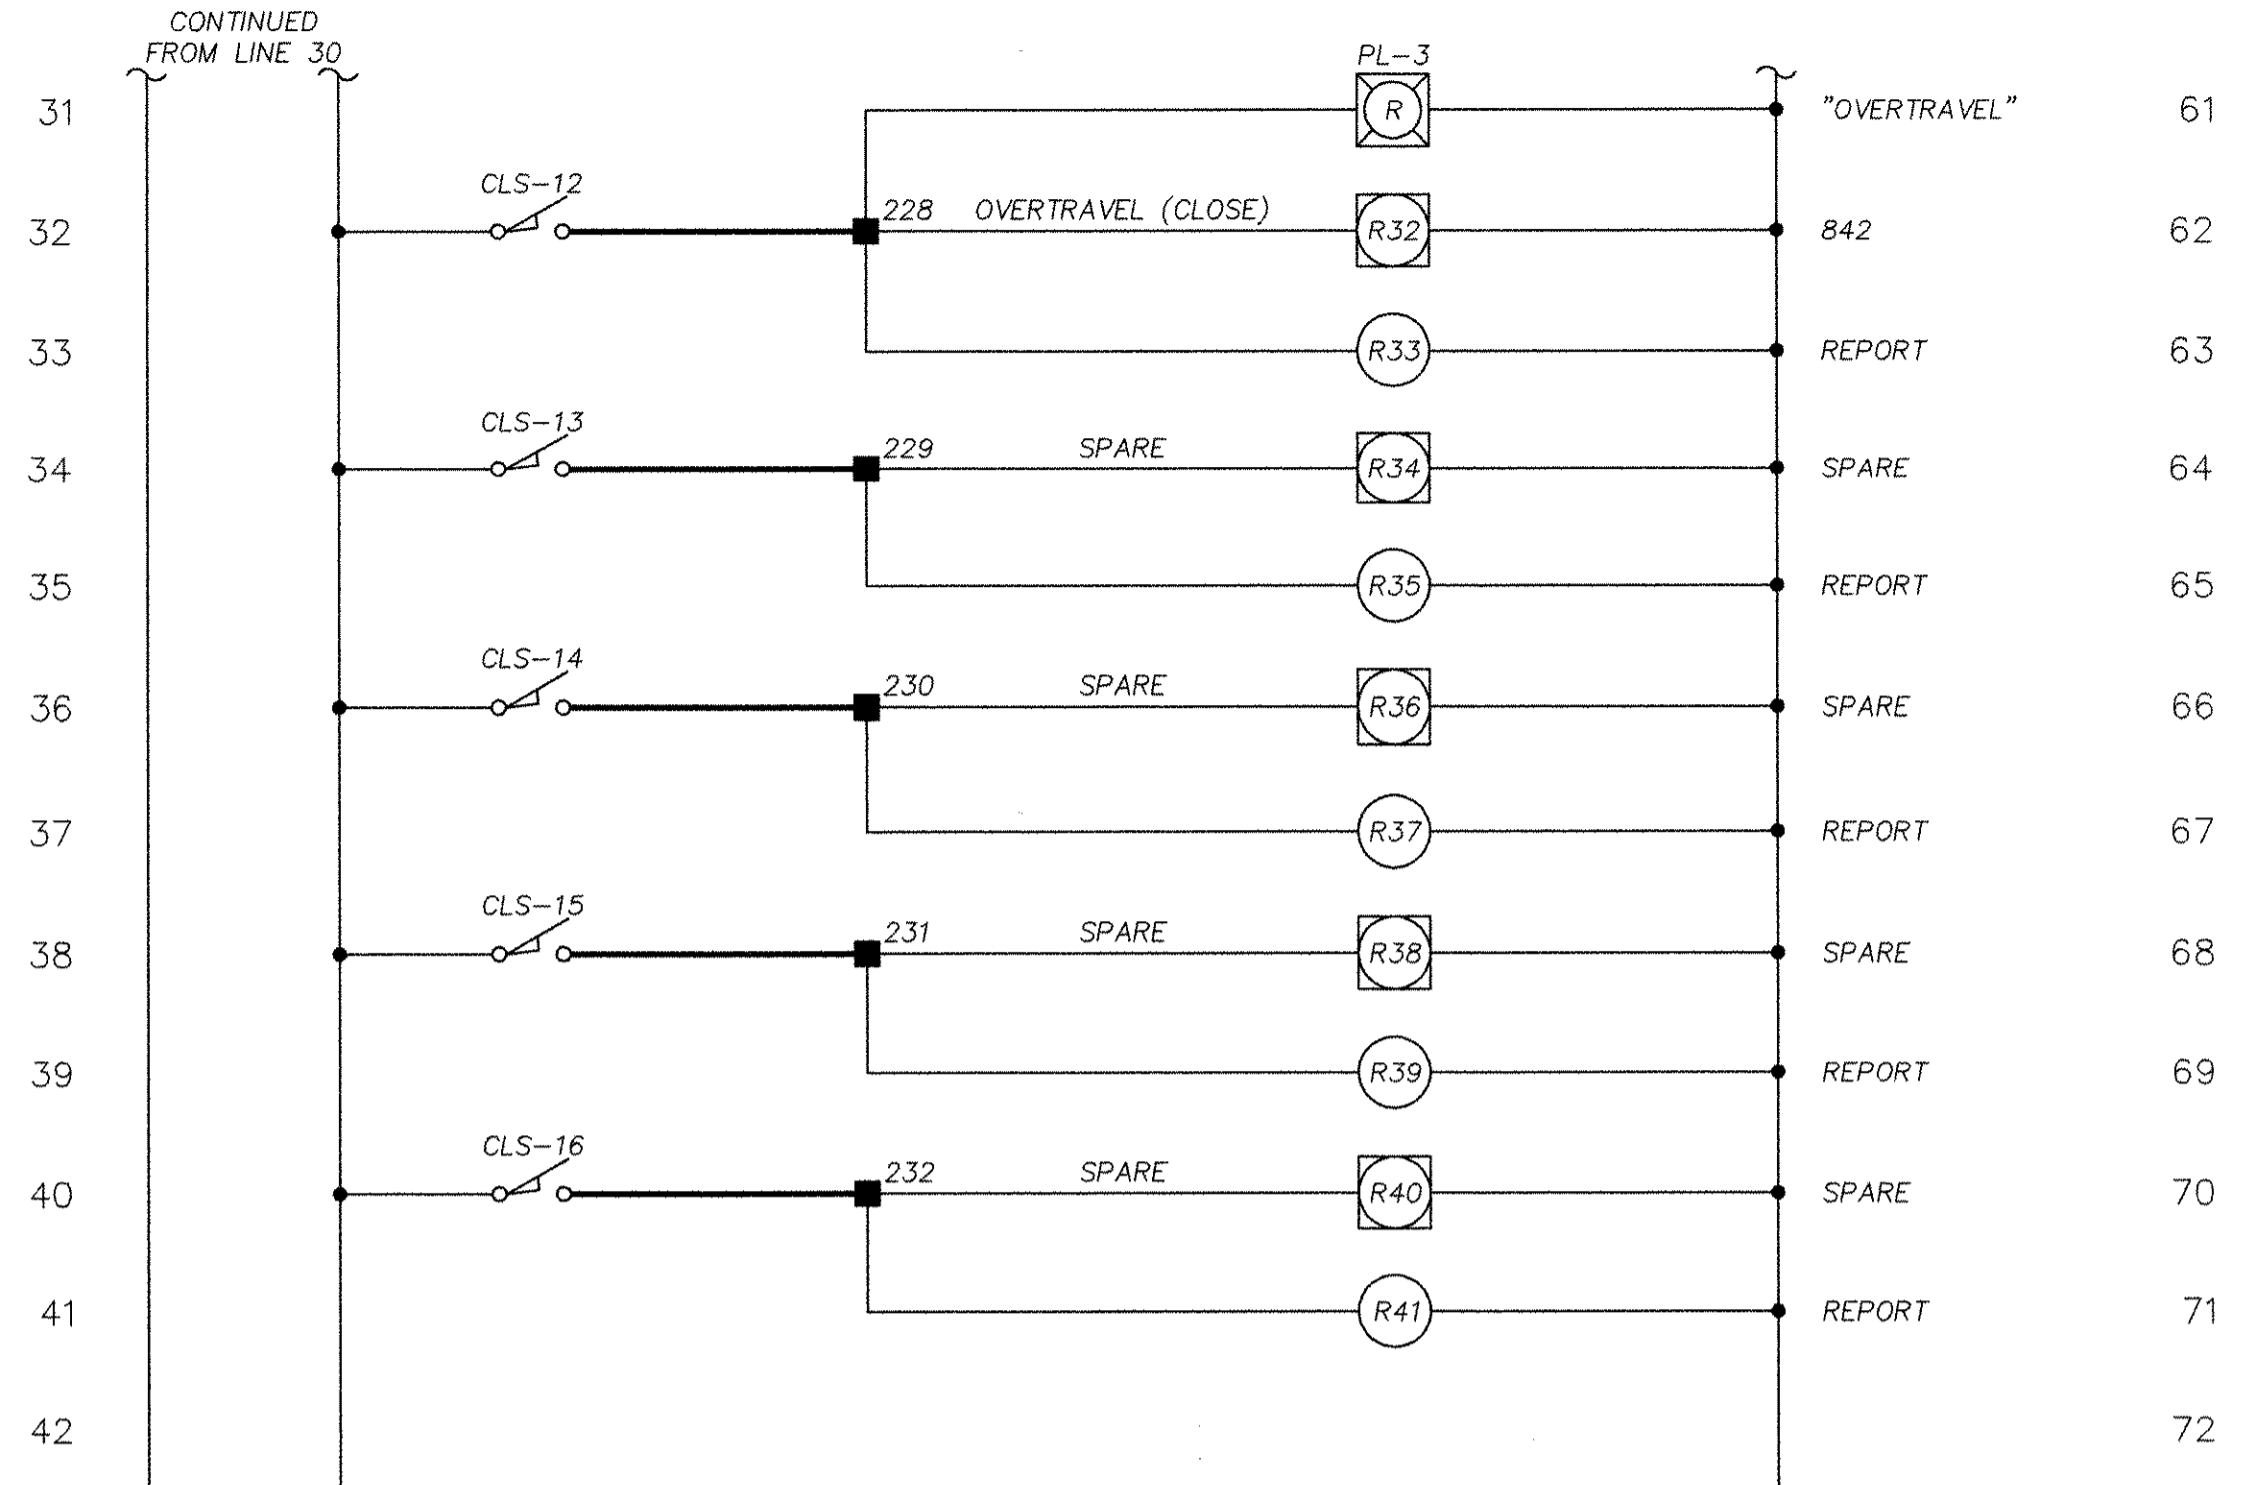 CONTINUED
FROM LINE 30
PL-3
31 R "OVERTRAVEL" 61
CLS-12
228 OVERTRAVEL (CLOSE)
32 R32 842 62
33 R33 REPORT 63
CLS-13
229 SPARE
34 R34 SPARE 64
35 R35 REPORT 65
CLS-14
230 SPARE
36 R36 SPARE 66
37 R37 REPORT 67
CLS-15
231 SPARE
38 R38 SPARE 68
39 R39 REPORT 69
CLS-16
232 SPARE
40 R40 SPARE 70
41 R41 REPORT 71
42 72